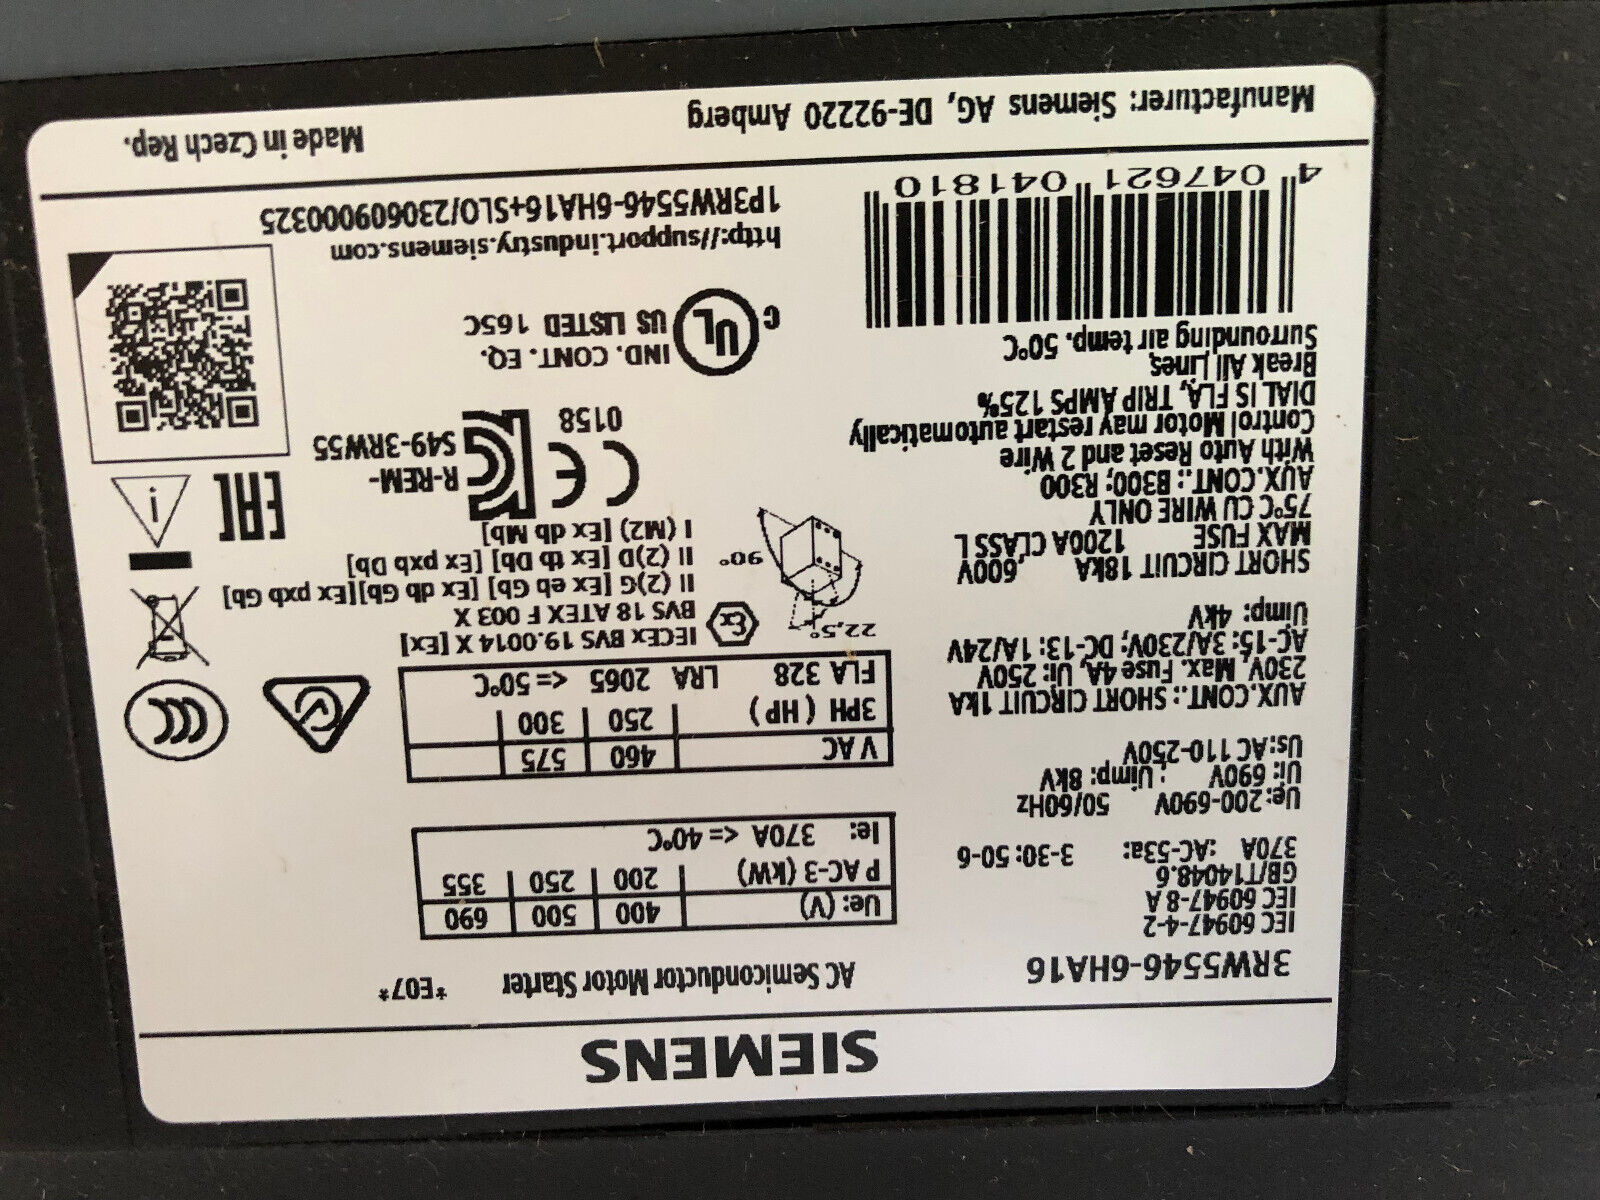 SIEMENS
3RW5546-6HA16
AC Semiconductor Motor Starter *E07*
IEC 60947-4-2
IEC 60947-8 A
GB/T14048.6
370A :AC-53a: 3-30: 50-6
Ue: 200-690V 50/60Hz
Ui: 690V : Uimp: 8kV
Us:AC 110-250V
AUX.CONT.: SHORT CIRCUIT 1kA
230V, Max. Fuse 4A, Ui: 250V
AC-15: 3A/230V; DC-13: 1A/24V
Uimp: 4kV
SHORT CIRCUIT 18kA ,600V
MAX FUSE 1200A CLASS L
75°C CU WIRE ONLY
AUX.CONT.: B300; R300
With Auto Reset and 2 Wire
Control Motor may restart automatically
DIAL IS FLA, TRIP AMPS 125%
Break All Lines
Surrounding air temp. 50°C
4 047621 041810
Ue: (V) 400 500 690
P AC-3 (kW) 200 250 355
Ie: 370A <= 40°C
V AC 460 575
3PH ( HP) 250 300
FLA 328 LRA 2065 <= 50°C
22,5°
90°
Ex
IECEx BVS 19.0014 X [Ex]
BVS 18 ATEX F 003 X
II (2)G [Ex eb Gb] [Ex db Gb][Ex pxb Gb]
II (2)D [Ex tb Db] [Ex pxb Db]
I (M2) [Ex db Mb]
CE
0158
R-REM-
S49-3RW55
EAC
CCC
i
C UL US LISTED 165C
IND. CONT. EQ.
http://support.industry.siemens.com
1P3RW5546-6HA16+SLO/230609000325
Manufacturer: Siemens AG, DE-92220 Amberg
Made in Czech Rep.